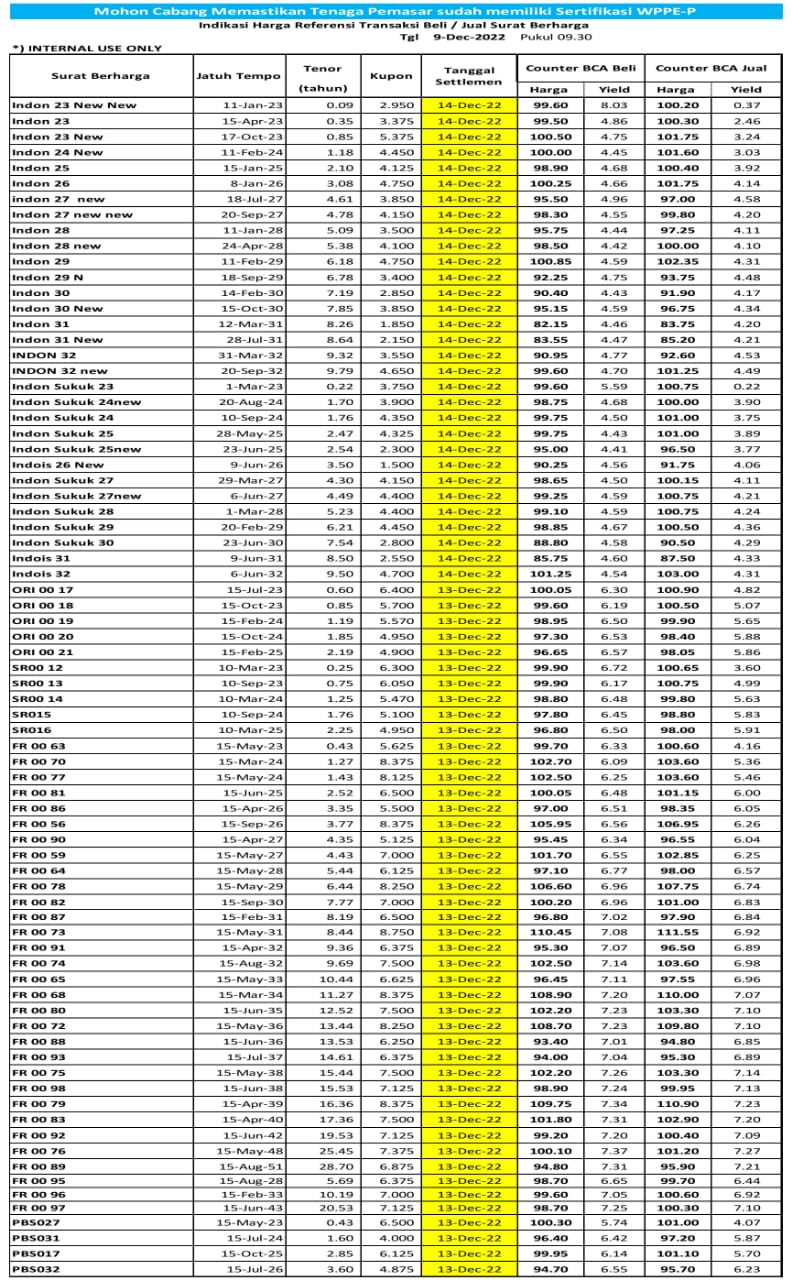 Mohon Cabang Memastikan Tenaga Pemasar sudah memiliki Sertifikasi WPPE-P
Indikasi Harga Referensi Transaksi Beli / Jual Surat Berharga
Tgl 9-Dec-2022 Pukul 09.30
*) INTERNAL USE ONLY
Surat Berharga Jatuh Tempo Tenor (tahun) Kupon Tanggal Settlemen Counter BCA Beli Counter BCA Jual
Harga Yield Harga Yield
Indon 23 New New 11-Jan-23 0.09 2.950 14-Dec-22 99.60 8.03 100.20 0.37
Indon 23 15-Apr-23 0.35 3.375 14-Dec-22 99.50 4.86 100.30 2.46
Indon 23 New 17-Oct-23 0.85 5.375 14-Dec-22 100.50 4.75 101.75 3.24
Indon 24 New 11-Feb-24 1.18 4.450 14-Dec-22 100.00 4.45 101.60 3.03
Indon 25 15-Jan-25 2.10 4.125 14-Dec-22 98.90 4.68 100.40 3.92
Indon 26 8-Jan-26 3.08 4.750 14-Dec-22 100.25 4.66 101.75 4.14
indon 27 new 18-Jul-27 4.61 3.850 14-Dec-22 95.50 4.96 97.00 4.58
Indon 27 new new 20-Sep-27 4.78 4.150 14-Dec-22 98.30 4.55 99.80 4.20
Indon 28 11-Jan-28 5.09 3.500 14-Dec-22 95.75 4.44 97.25 4.11
Indon 28 new 24-Apr-28 5.38 4.100 14-Dec-22 98.50 4.42 100.00 4.10
Indon 29 11-Feb-29 6.18 4.750 14-Dec-22 100.85 4.59 102.35 4.31
Indon 29 N 18-Sep-29 6.78 3.400 14-Dec-22 92.25 4.75 93.75 4.48
Indon 30 14-Feb-30 7.19 2.850 14-Dec-22 90.40 4.43 91.90 4.17
Indon 30 New 15-Oct-30 7.85 3.850 14-Dec-22 95.15 4.59 96.75 4.34
Indon 31 12-Mar-31 8.26 1.850 14-Dec-22 82.15 4.46 83.75 4.20
Indon 31 New 28-Jul-31 8.64 2.150 14-Dec-22 83.55 4.47 85.20 4.21
INDON 32 31-Mar-32 9.32 3.550 14-Dec-22 90.95 4.77 92.60 4.53
INDON 32 new 20-Sep-32 9.79 4.650 14-Dec-22 99.60 4.70 101.25 4.49
Indon Sukuk 23 1-Mar-23 0.22 3.750 14-Dec-22 99.60 5.59 100.75 0.22
Indon Sukuk 24new 20-Aug-24 1.70 3.900 14-Dec-22 98.75 4.68 100.00 3.90
Indon Sukuk 24 10-Sep-24 1.76 4.350 14-Dec-22 99.75 4.50 101.00 3.75
Indon Sukuk 25 28-May-25 2.47 4.325 14-Dec-22 99.75 4.43 101.00 3.89
Indon Sukuk 25new 23-Jun-25 2.54 2.300 14-Dec-22 95.00 4.41 96.50 3.77
Indois 26 New 9-Jun-26 3.50 1.500 14-Dec-22 90.25 4.56 91.75 4.06
Indon Sukuk 27 29-Mar-27 4.30 4.150 14-Dec-22 98.65 4.50 100.15 4.11
Indon Sukuk 27new 6-Jun-27 4.49 4.400 14-Dec-22 99.25 4.59 100.75 4.21
Indon Sukuk 28 1-Mar-28 5.23 4.400 14-Dec-22 99.10 4.59 100.75 4.24
Indon Sukuk 29 20-Feb-29 6.21 4.450 14-Dec-22 98.85 4.67 100.50 4.36
Indon Sukuk 30 23-Jun-30 7.54 2.800 14-Dec-22 88.80 4.58 90.50 4.29
Indois 31 9-Jun-31 8.50 2.550 14-Dec-22 85.75 4.60 87.50 4.33
Indois 32 6-Jun-32 9.50 4.700 14-Dec-22 101.25 4.54 103.00 4.31
ORI 00 17 15-Jul-23 0.60 6.400 13-Dec-22 100.05 6.30 100.90 4.82
ORI 00 18 15-Oct-23 0.85 5.700 13-Dec-22 99.60 6.19 100.50 5.07
ORI 00 19 15-Feb-24 1.19 5.570 13-Dec-22 98.95 6.50 99.90 5.65
ORI 00 20 15-Oct-24 1.85 4.950 13-Dec-22 97.30 6.53 98.40 5.88
ORI 00 21 15-Feb-25 2.19 4.900 13-Dec-22 96.65 6.57 98.05 5.86
SR00 12 10-Mar-23 0.25 6.300 13-Dec-22 99.90 6.72 100.65 3.60
SR00 13 10-Sep-23 0.75 6.050 13-Dec-22 99.90 6.17 100.75 4.99
SR00 14 10-Mar-24 1.25 5.470 13-Dec-22 98.80 6.48 99.80 5.63
SR015 10-Sep-24 1.76 5.100 13-Dec-22 97.80 6.45 98.80 5.83
SR016 10-Mar-25 2.25 4.950 13-Dec-22 96.80 6.50 98.00 5.91
FR 00 63 15-May-23 0.43 5.625 13-Dec-22 99.70 6.33 100.60 4.16
FR 00 70 15-Mar-24 1.27 8.375 13-Dec-22 102.70 6.09 103.60 5.36
FR 00 77 15-May-24 1.43 8.125 13-Dec-22 102.50 6.25 103.60 5.46
FR 00 81 15-Jun-25 2.52 6.500 13-Dec-22 100.05 6.48 101.15 6.00
FR 00 86 15-Apr-26 3.35 5.500 13-Dec-22 97.00 6.51 98.35 6.05
FR 00 56 15-Sep-26 3.77 8.375 13-Dec-22 105.95 6.56 106.95 6.26
FR 00 90 15-Apr-27 4.35 5.125 13-Dec-22 95.45 6.34 96.55 6.04
FR 00 59 15-May-27 4.43 7.000 13-Dec-22 101.70 6.55 102.85 6.25
FR 00 64 15-May-28 5.44 6.125 13-Dec-22 97.10 6.77 98.00 6.57
FR 00 78 15-May-29 6.44 8.250 13-Dec-22 106.60 6.96 107.75 6.74
FR 00 82 15-Sep-30 7.77 7.000 13-Dec-22 100.20 6.96 101.00 6.83
FR 00 87 15-Feb-31 8.19 6.500 13-Dec-22 96.80 7.02 97.90 6.84
FR 00 73 15-May-31 8.44 8.750 13-Dec-22 110.45 7.08 111.55 6.92
FR 00 91 15-Apr-32 9.36 6.375 13-Dec-22 95.30 7.07 96.50 6.89
FR 00 74 15-Aug-32 9.69 7.500 13-Dec-22 102.50 7.14 103.60 6.98
FR 00 65 15-May-33 10.44 6.625 13-Dec-22 96.45 7.11 97.55 6.96
FR 00 68 15-Mar-34 11.27 8.375 13-Dec-22 108.90 7.20 110.00 7.07
FR 00 80 15-Jun-35 12.52 7.500 13-Dec-22 102.20 7.23 103.30 7.10
FR 00 72 15-May-36 13.44 8.250 13-Dec-22 108.70 7.23 109.80 7.10
FR 00 88 15-Jun-36 13.53 6.250 13-Dec-22 93.40 7.01 94.80 6.85
FR 00 93 15-Jul-37 14.61 6.375 13-Dec-22 94.00 7.04 95.30 6.89
FR 00 75 15-May-38 15.44 7.500 13-Dec-22 102.20 7.26 103.30 7.14
FR 00 98 15-Jun-38 15.53 7.125 13-Dec-22 98.90 7.24 99.95 7.13
FR 00 79 15-Apr-39 16.36 8.375 13-Dec-22 109.75 7.34 110.90 7.23
FR 00 83 15-Apr-40 17.36 7.500 13-Dec-22 101.80 7.31 102.90 7.20
FR 00 92 15-Jun-42 19.53 7.125 13-Dec-22 99.20 7.20 100.40 7.09
FR 00 76 15-May-48 25.45 7.375 13-Dec-22 100.10 7.37 101.20 7.27
FR 00 89 15-Aug-51 28.70 6.875 13-Dec-22 94.80 7.31 95.90 7.21
FR 00 95 15-Aug-28 5.69 6.375 13-Dec-22 98.70 6.65 99.70 6.44
FR 00 96 15-Feb-33 10.19 7.000 13-Dec-22 99.60 7.05 100.60 6.92
FR 00 97 15-Jun-43 20.53 7.125 13-Dec-22 98.70 7.25 100.30 7.10
PBS027 15-May-23 0.43 6.500 13-Dec-22 100.30 5.74 101.00 4.07
PBS031 15-Jul-24 1.60 4.000 13-Dec-22 96.40 6.42 97.20 5.87
PBS017 15-Oct-25 2.85 6.125 13-Dec-22 99.95 6.14 101.10 5.70
PBS032 15-Jul-26 3.60 4.875 13-Dec-22 94.70 6.55 95.70 6.23